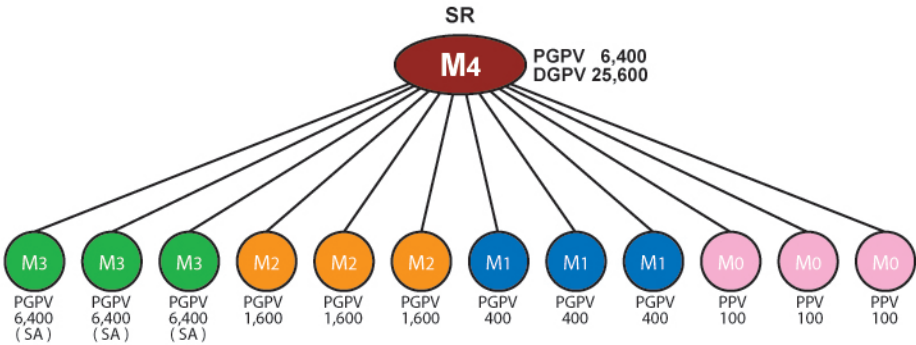 SR
M4
PGPV 6,400
DGPV 25,600
M3 M3 M3 M2 M2 M2 M1 M1 M1 M0 M0 M0
PGPV PGPV PGPV PGPV PGPV PGPV PGPV PGPV PGPV PPV PPV PPV
6,400 6,400 6,400 1,600 1,600 1,600 400 400 400 100 100 100
( SA ) ( SA ) ( SA )